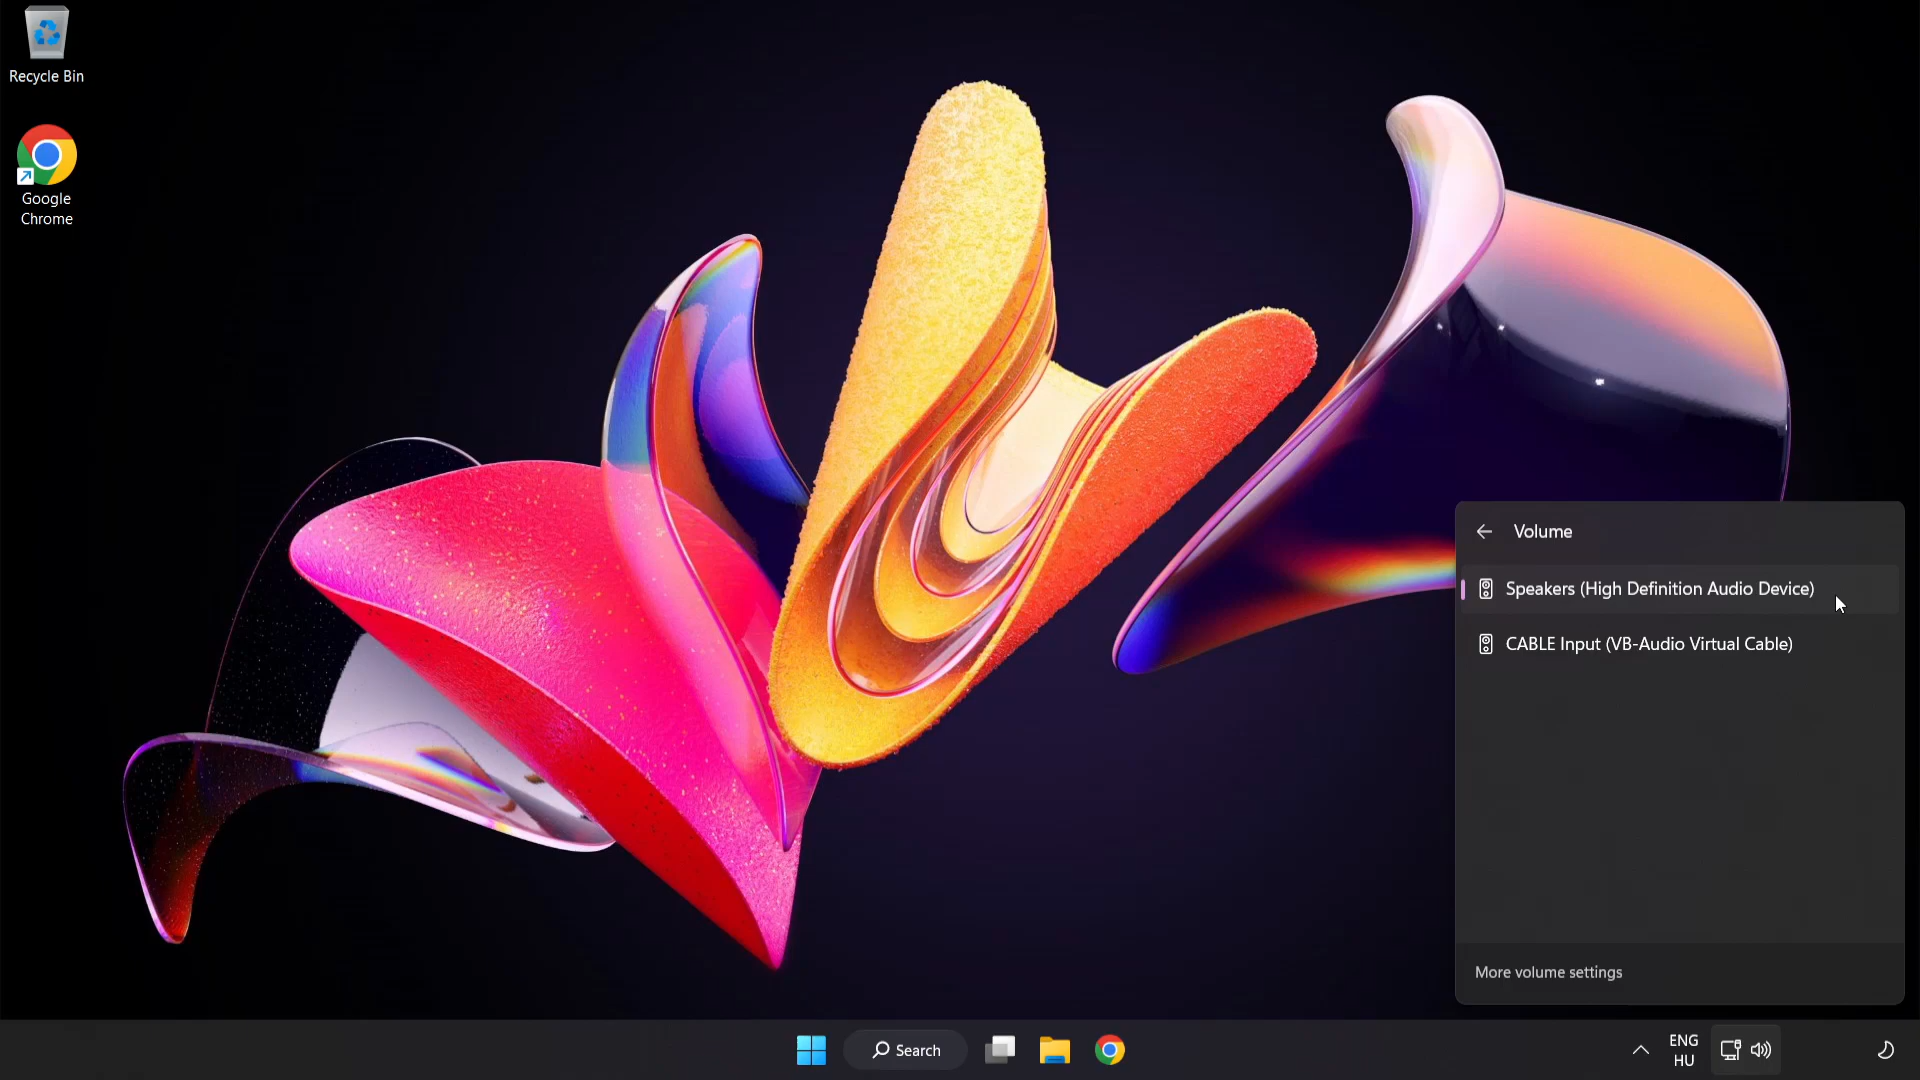 Recycle Bin
Google
Chrome
Volume
Speakers (High Definition Audio Device)
CABLE Input (VB-Audio Virtual Cable)
More volume settings
Search
ENG
HU